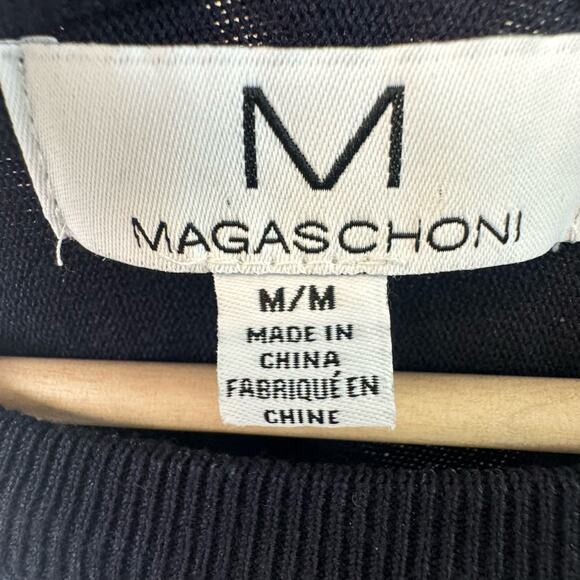 M
MAGASCHONI
M/M
MADE IN
CHINA
FABRIQUÉ EN
CHINE